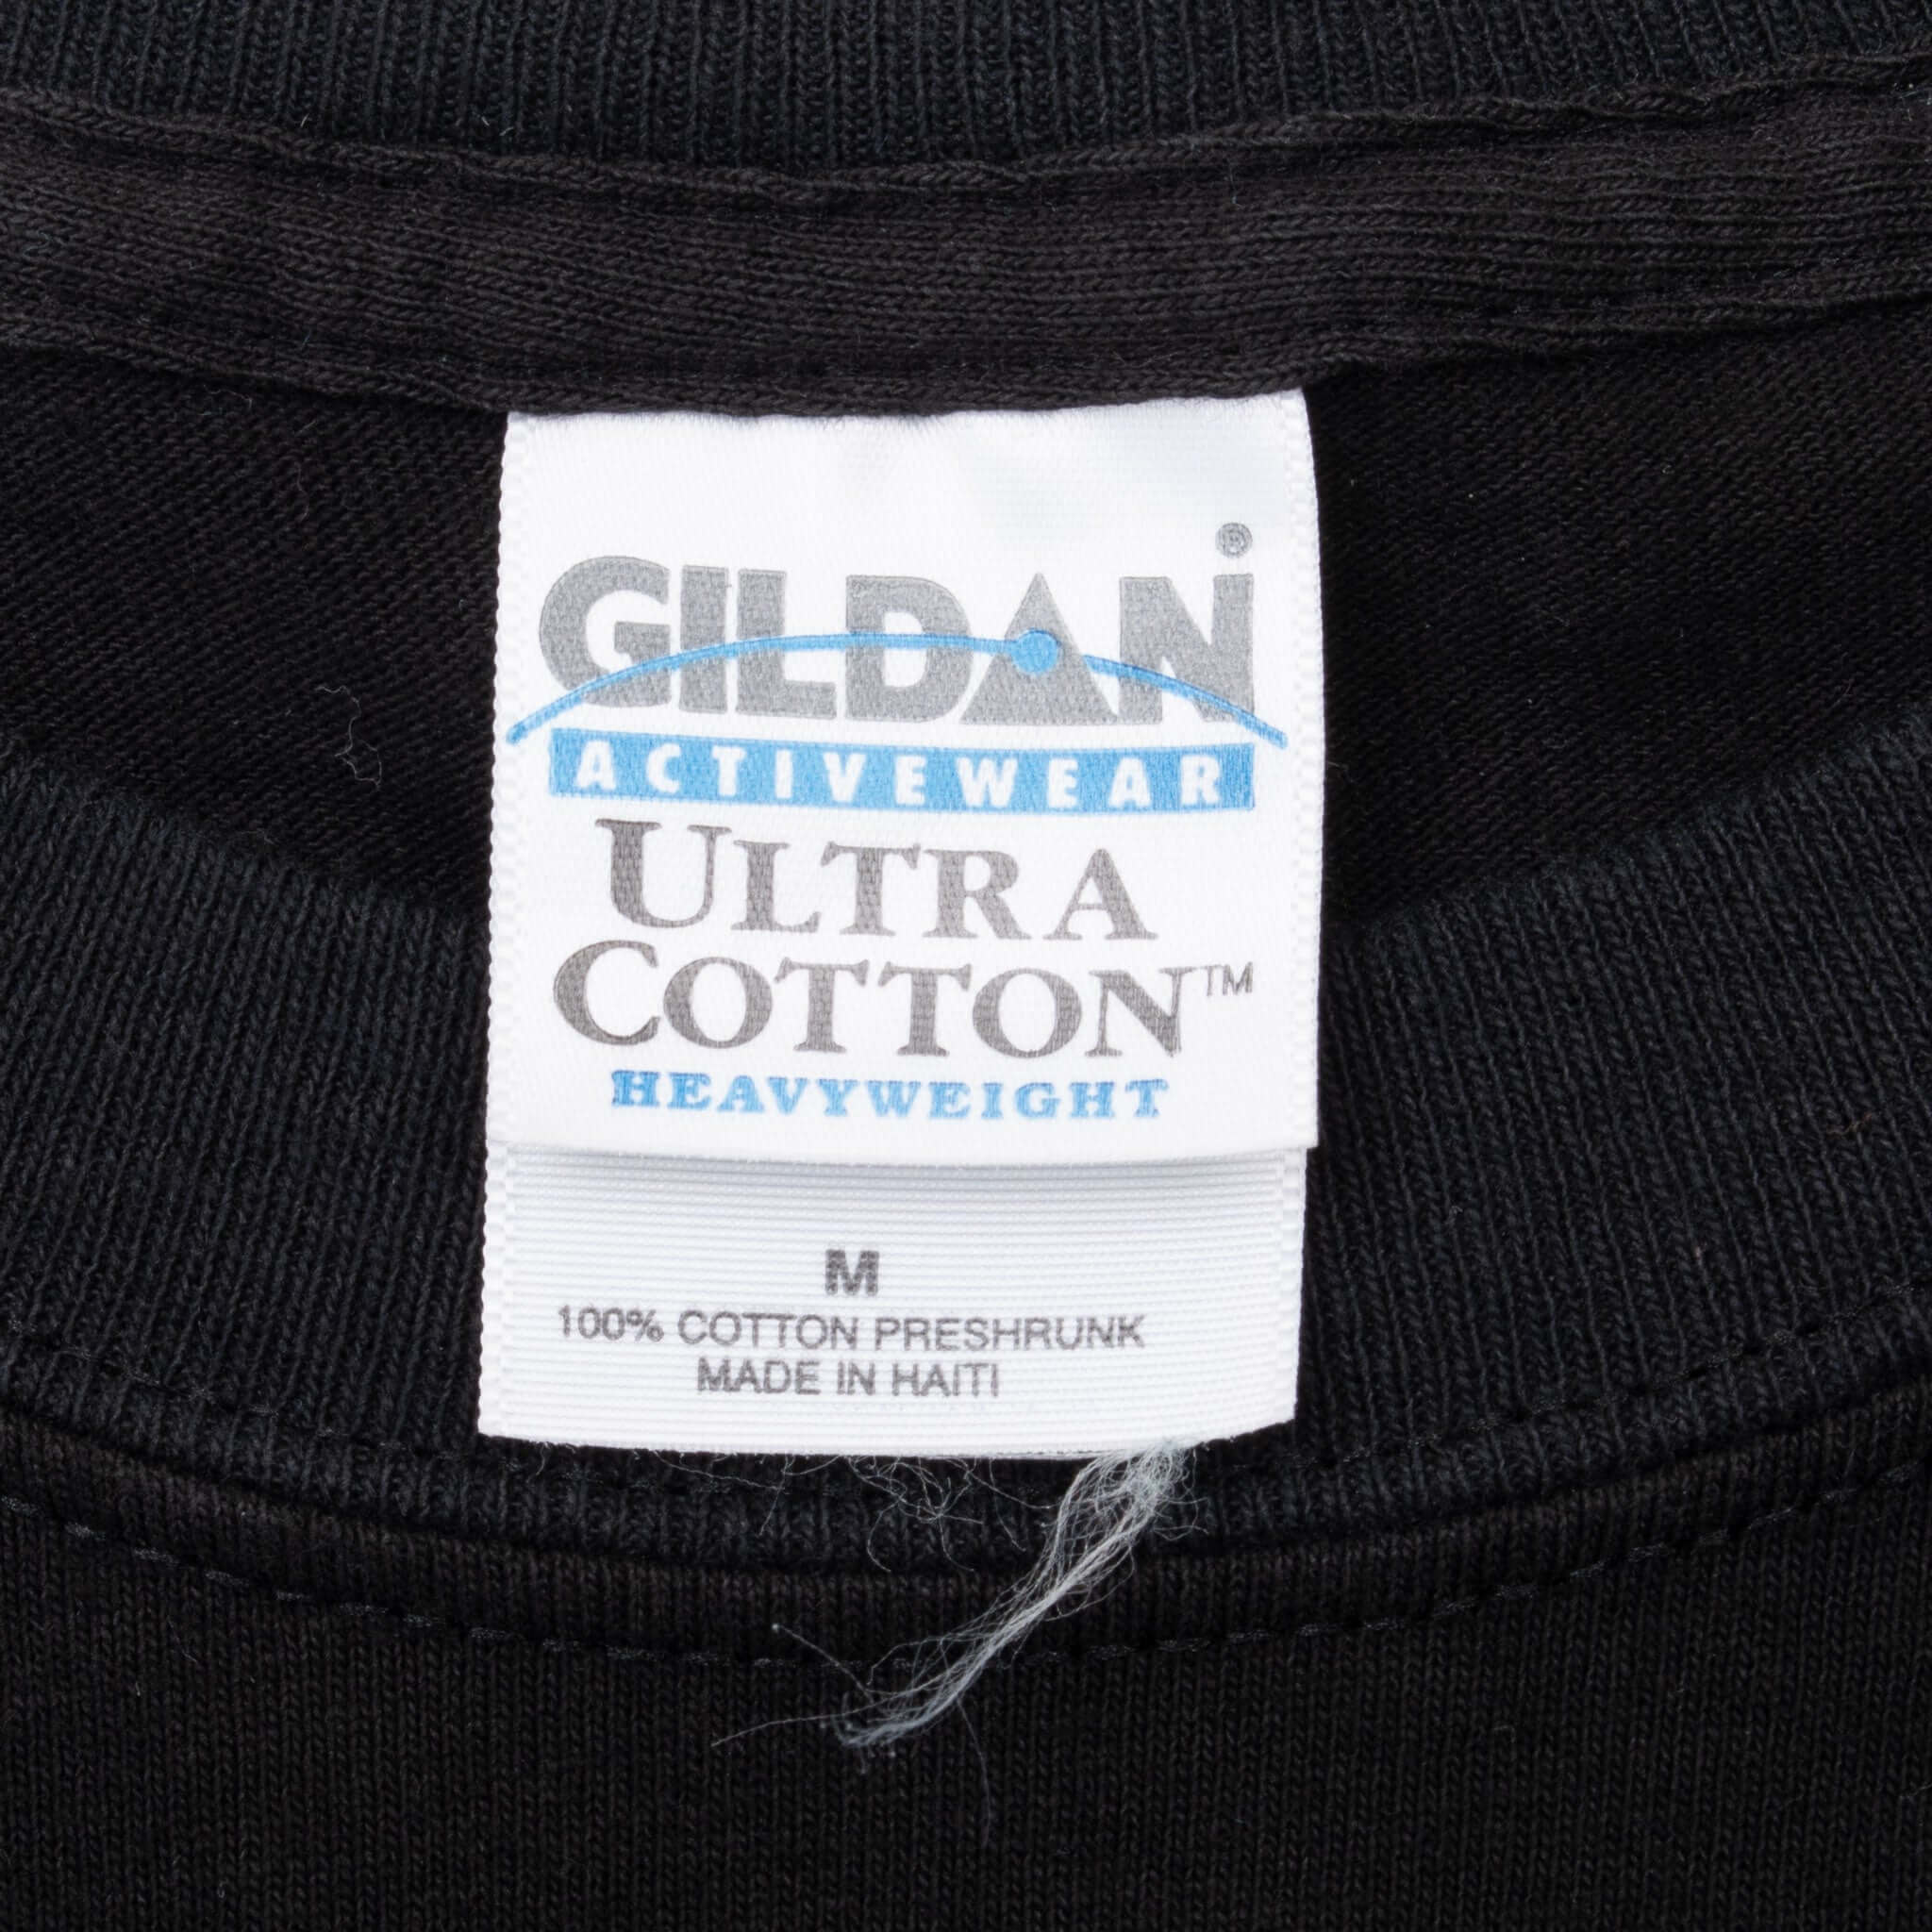 GILDAN®
ACTIVEWEAR
ULTRA
COTTON™
HEAVYWEIGHT
M
100% COTTON PRESHRUNK
MADE IN HAITI